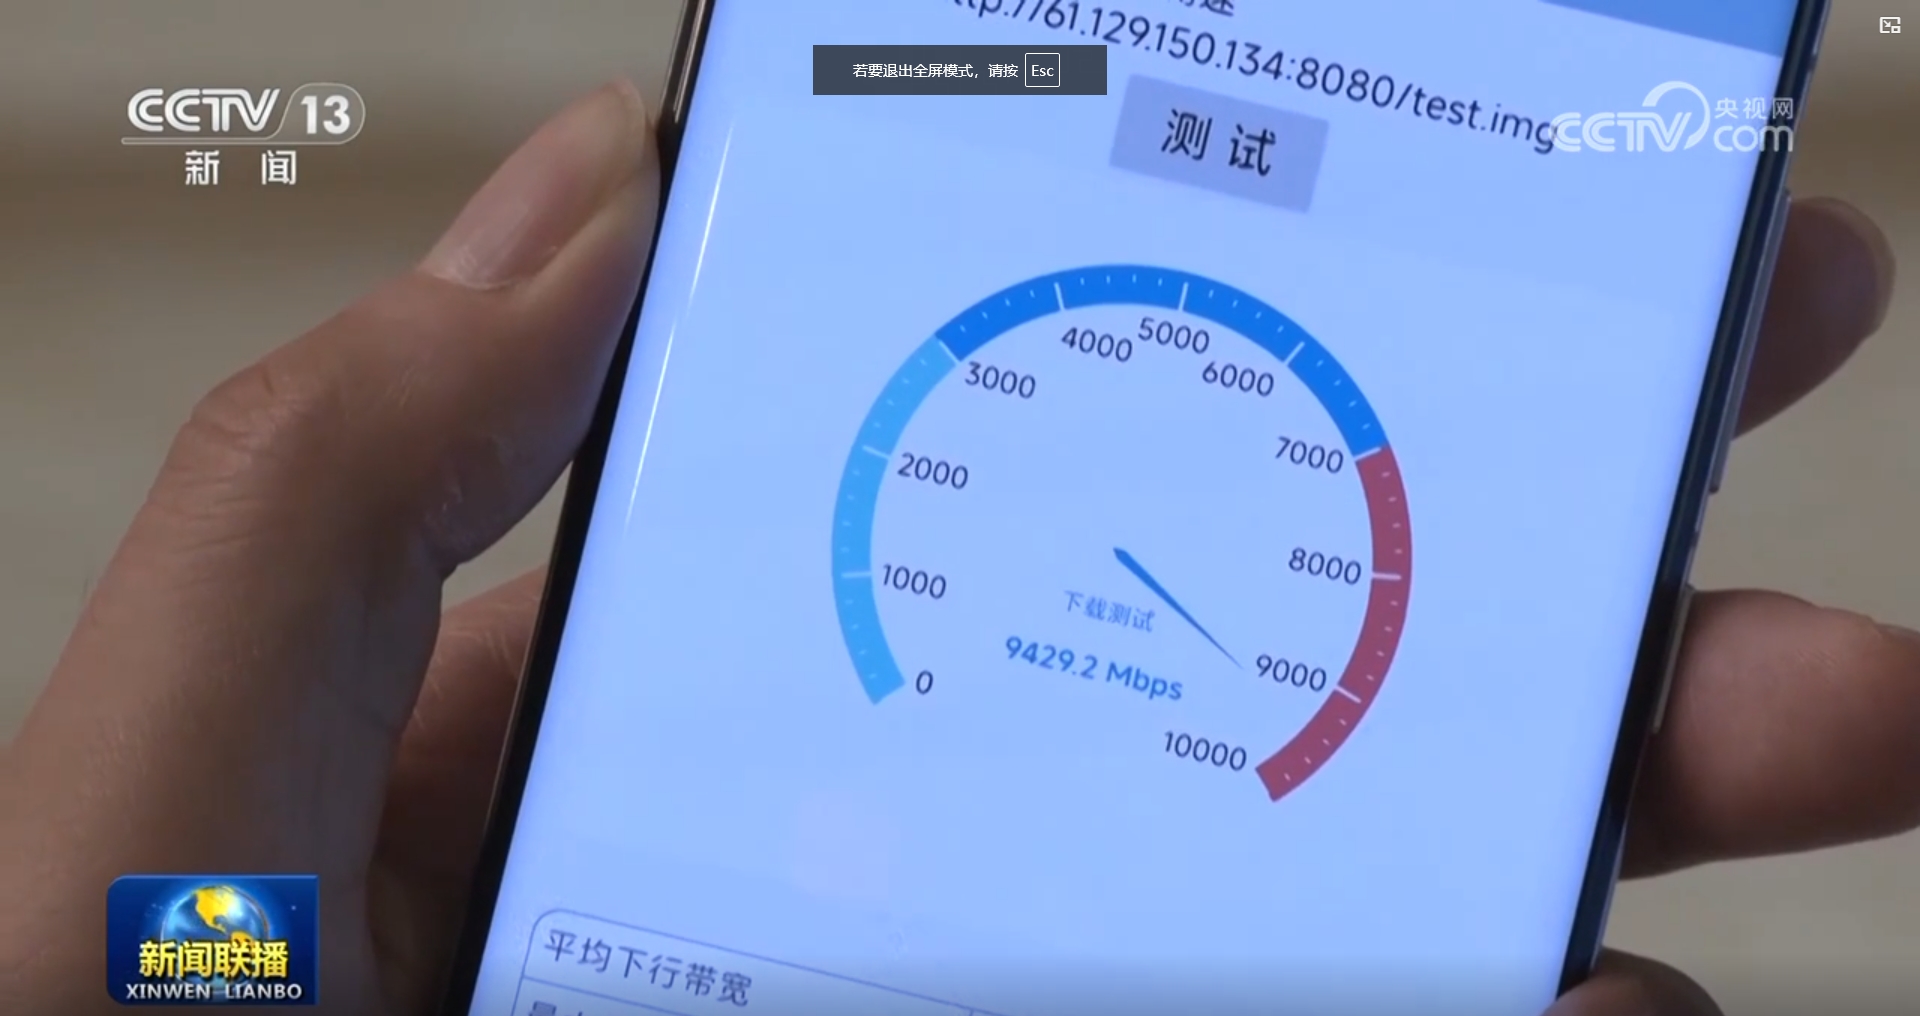 http://61.129.150.134:8080/test.img
若要退出全屏模式，请按 Esc
CCTV 13
新 闻
央视网
CCTV.com
测试
4000
5000
3000
6000
2000
7000
1000
8000
下载测试
9429.2 Mbps
0
9000
10000
平均下行带宽
新闻联播
XINWEN LIANBO